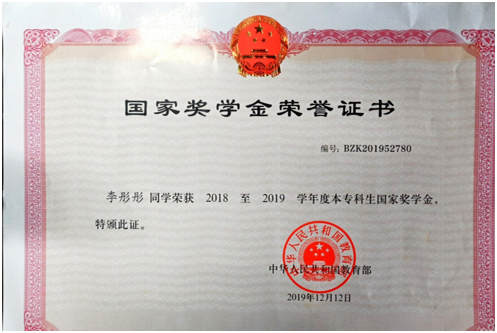 国家奖学金荣誉证书
编号：BZK201952780
李彤彤 同学荣获 2018 至 2019 学年度本专科生国家奖学金，
特颁此证。
中华人民共和国教育部
中华人民共和国教育部
2019年12月12日